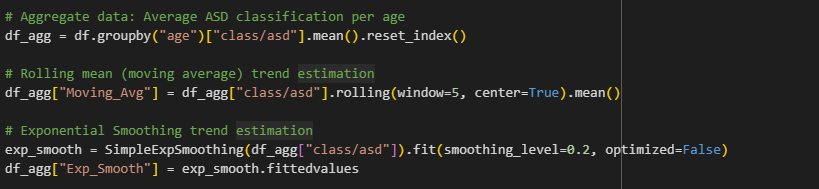 # Aggregate data: Average ASD classification per age
df_agg = df.groupby("age")["class/asd"].mean().reset_index()
# Rolling mean (moving average) trend estimation
df_agg["Moving_Avg"] = df_agg["class/asd"].rolling(window=5, center=True).mean()
# Exponential Smoothing trend estimation
exp_smooth = SimpleExpSmoothing(df_agg["class/asd"]).fit(smoothing_level=0.2, optimized=False)
df_agg["Exp_Smooth"] = exp_smooth.fittedvalues